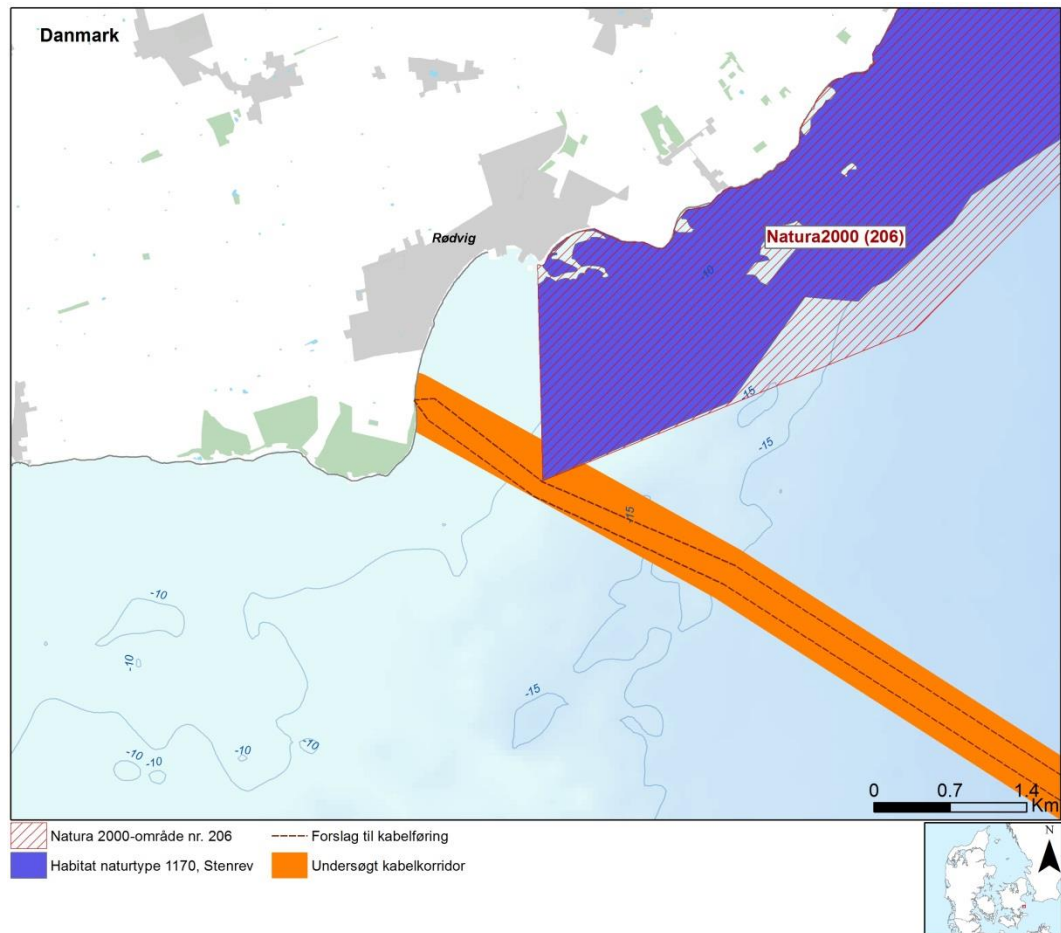 Danmark
Rødvig
Natura2000 (206)
-10
-15
-15
-15
-15
-10
-10
-10
-10
-10
-10
0 0.7 1.4
Km
Natura 2000-område nr. 206
Forslag til kabelføring
Habitat naturtype 1170, Stenrev
Undersøgt kabelkorridor
N